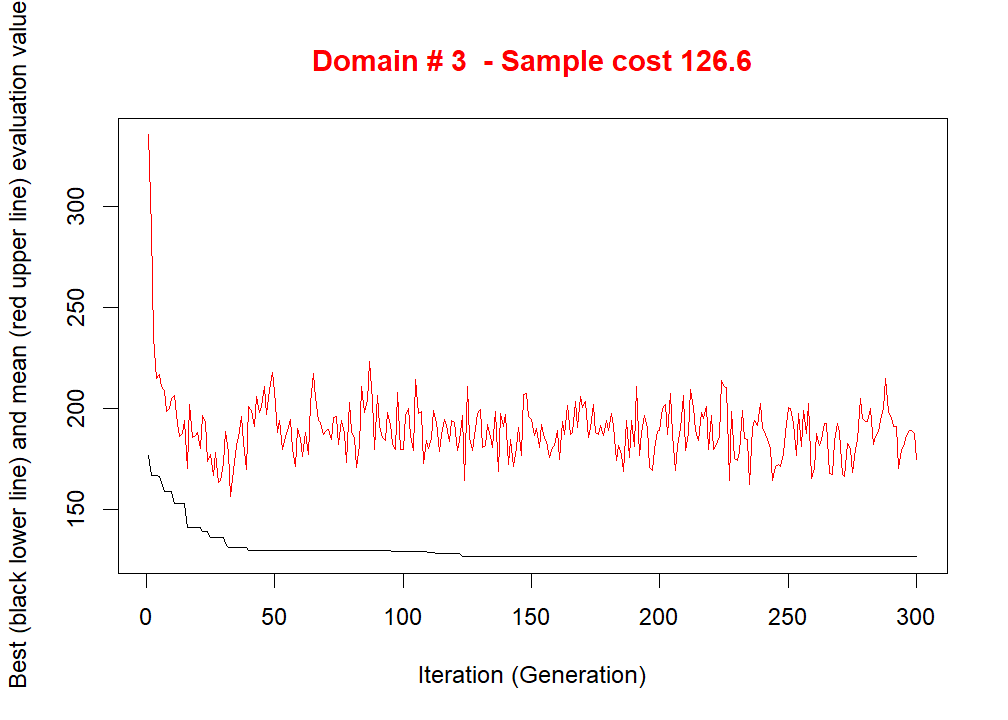 Domain # 3  - Sample cost 126.6
Best (black lower line) and mean (red upper line) evaluation value
300
250
200
150
0 50 100 150 200 250 300
Iteration (Generation)